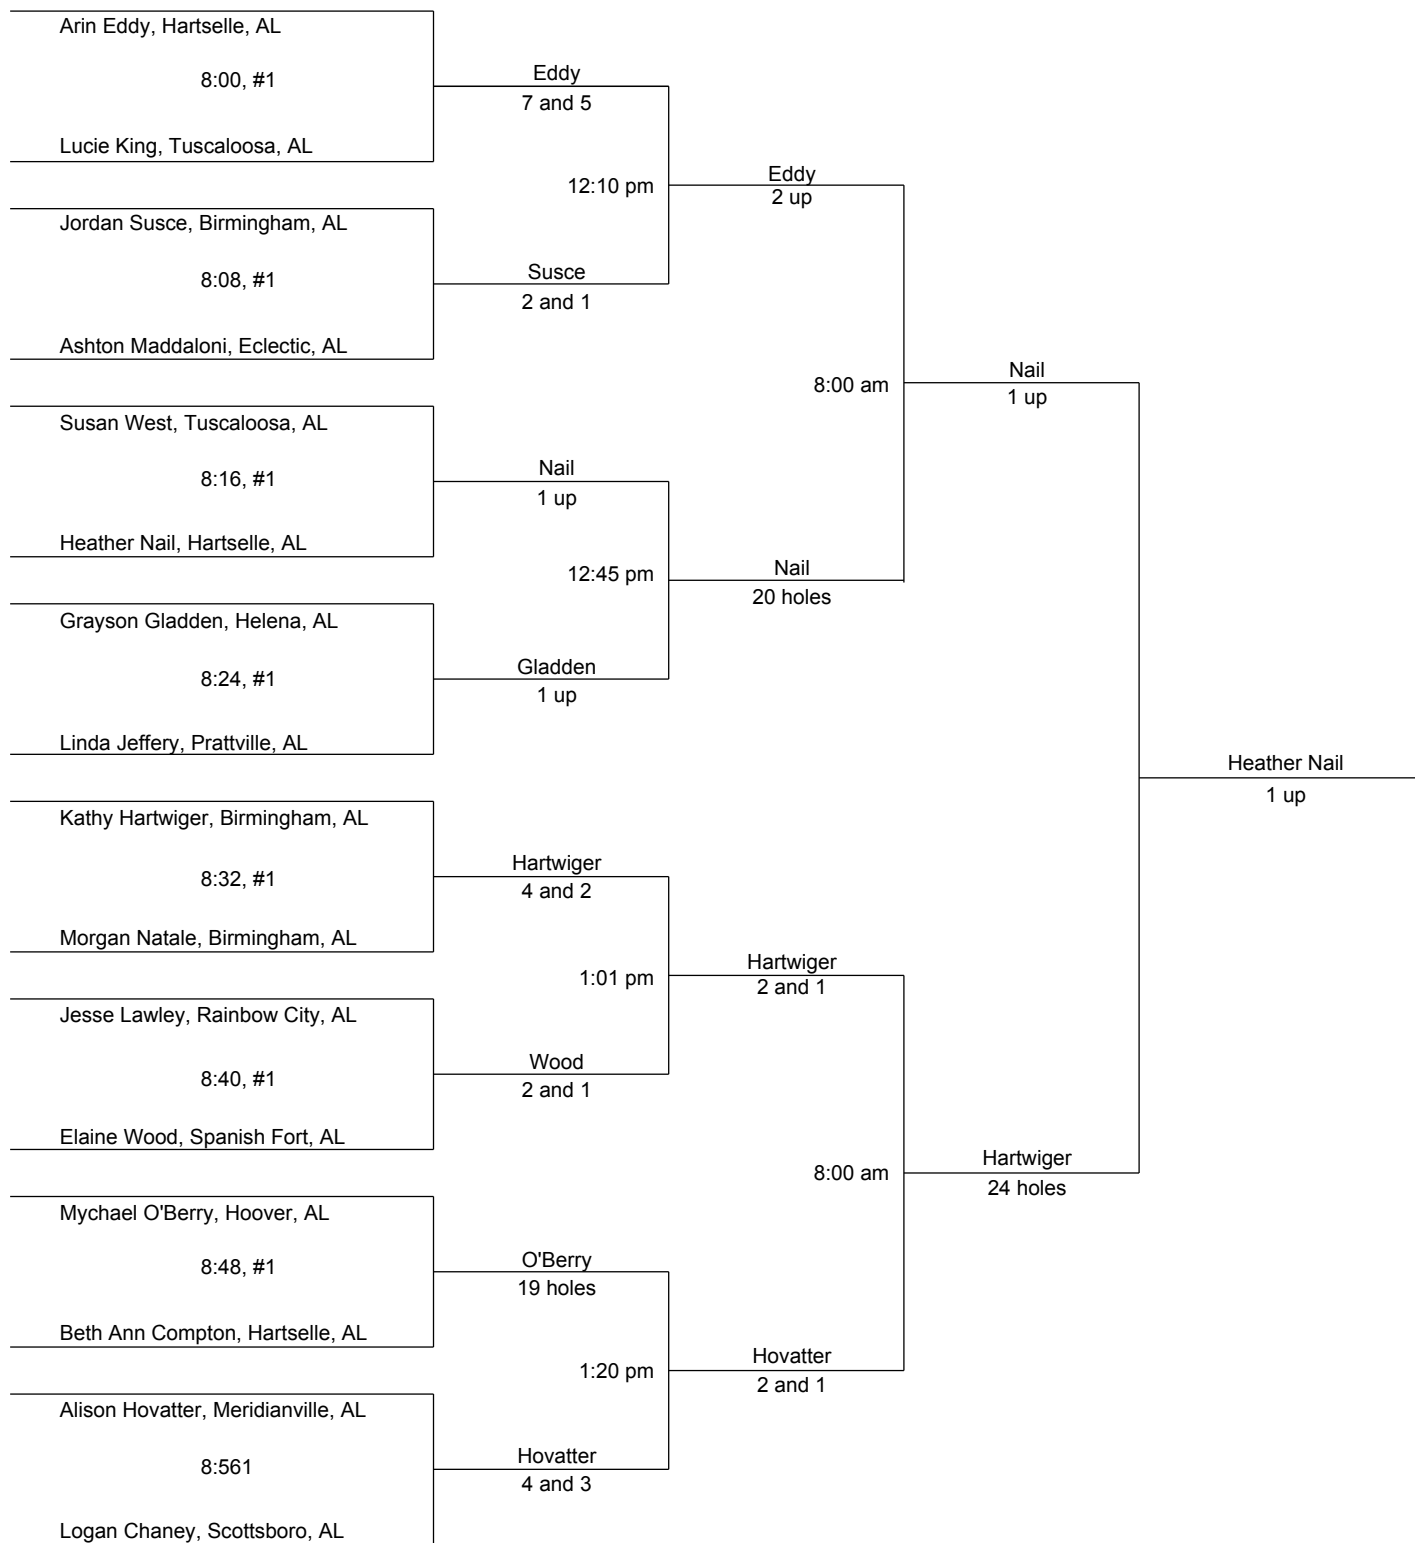 Arin Eddy, Hartselle, AL
8:00, #1
Lucie King, Tuscaloosa, AL
Jordan Susce, Birmingham, AL
8:08, #1
Ashton Maddaloni, Eclectic, AL
Susan West, Tuscaloosa, AL
8:16, #1
Heather Nail, Hartselle, AL
Grayson Gladden, Helena, AL
8:24, #1
Linda Jeffery, Prattville, AL
Kathy Hartwiger, Birmingham, AL
8:32, #1
Morgan Natale, Birmingham, AL
Jesse Lawley, Rainbow City, AL
8:40, #1
Elaine Wood, Spanish Fort, AL
Mychael O'Berry, Hoover, AL
8:48, #1
Beth Ann Compton, Hartselle, AL
Alison Hovatter, Meridianville, AL
8:561
Logan Chaney, Scottsboro, AL
Eddy
7 and 5
12:10 pm
Susce
2 and 1
Nail
1 up
12:45 pm
Gladden
1 up
Hartwiger
4 and 2
1:01 pm
Wood
2 and 1
O'Berry
19 holes
1:20 pm
Hovatter
4 and 3
Eddy
2 up
8:00 am
Nail
20 holes
Hartwiger
2 and 1
8:00 am
Hovatter
2 and 1
Nail
1 up
Hartwiger
24 holes
Heather Nail
1 up